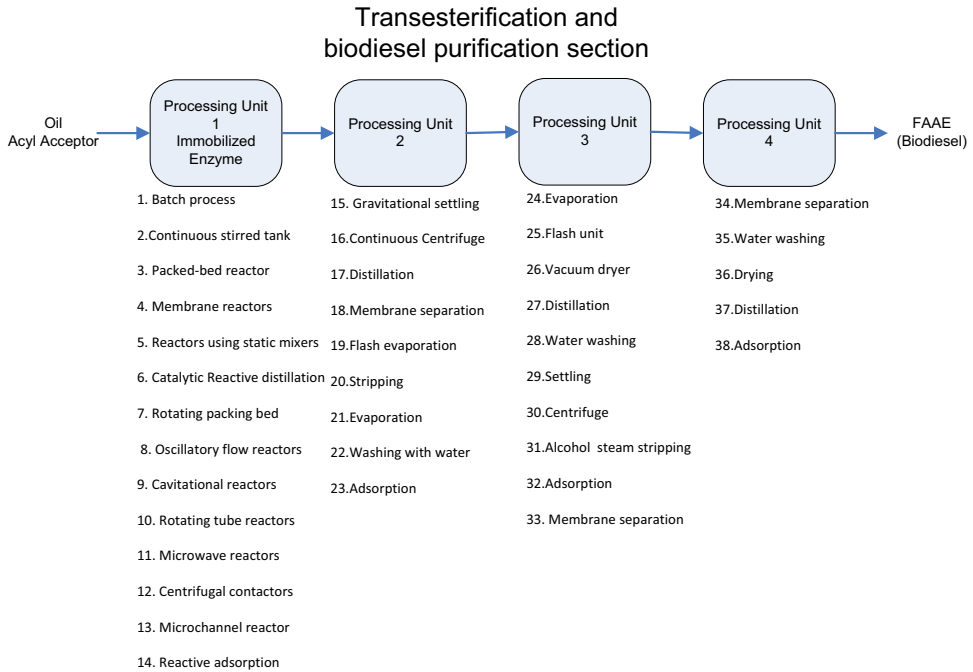 Transesterification and
biodiesel purification section
Oil
Acyl Acceptor
Processing Unit
1
Immobilized
Enzyme
Processing Unit
2
Processing Unit
3
Processing Unit
4
FAAE
(Biodiesel)
1. Batch process
2.Continuous stirred tank
3. Packed-bed reactor
4. Membrane reactors
5. Reactors using static mixers
6. Catalytic Reactive distillation
7. Rotating packing bed
8. Oscillatory flow reactors
9. Cavitational reactors
10. Rotating tube reactors
11. Microwave reactors
12. Centrifugal contactors
13. Microchannel reactor
14. Reactive adsorption
15. Gravitational settling
16.Continuous Centrifuge
17.Distillation
18.Membrane separation
19.Flash evaporation
20.Stripping
21.Evaporation
22.Washing with water
23.Adsorption
24.Evaporation
25.Flash unit
26.Vacuum dryer
27.Distillation
28.Water washing
29.Settling
30.Centrifuge
31.Alcohol steam stripping
32.Adsorption
33. Membrane separation
34.Membrane separation
35.Water washing
36.Drying
37.Distillation
38.Adsorption